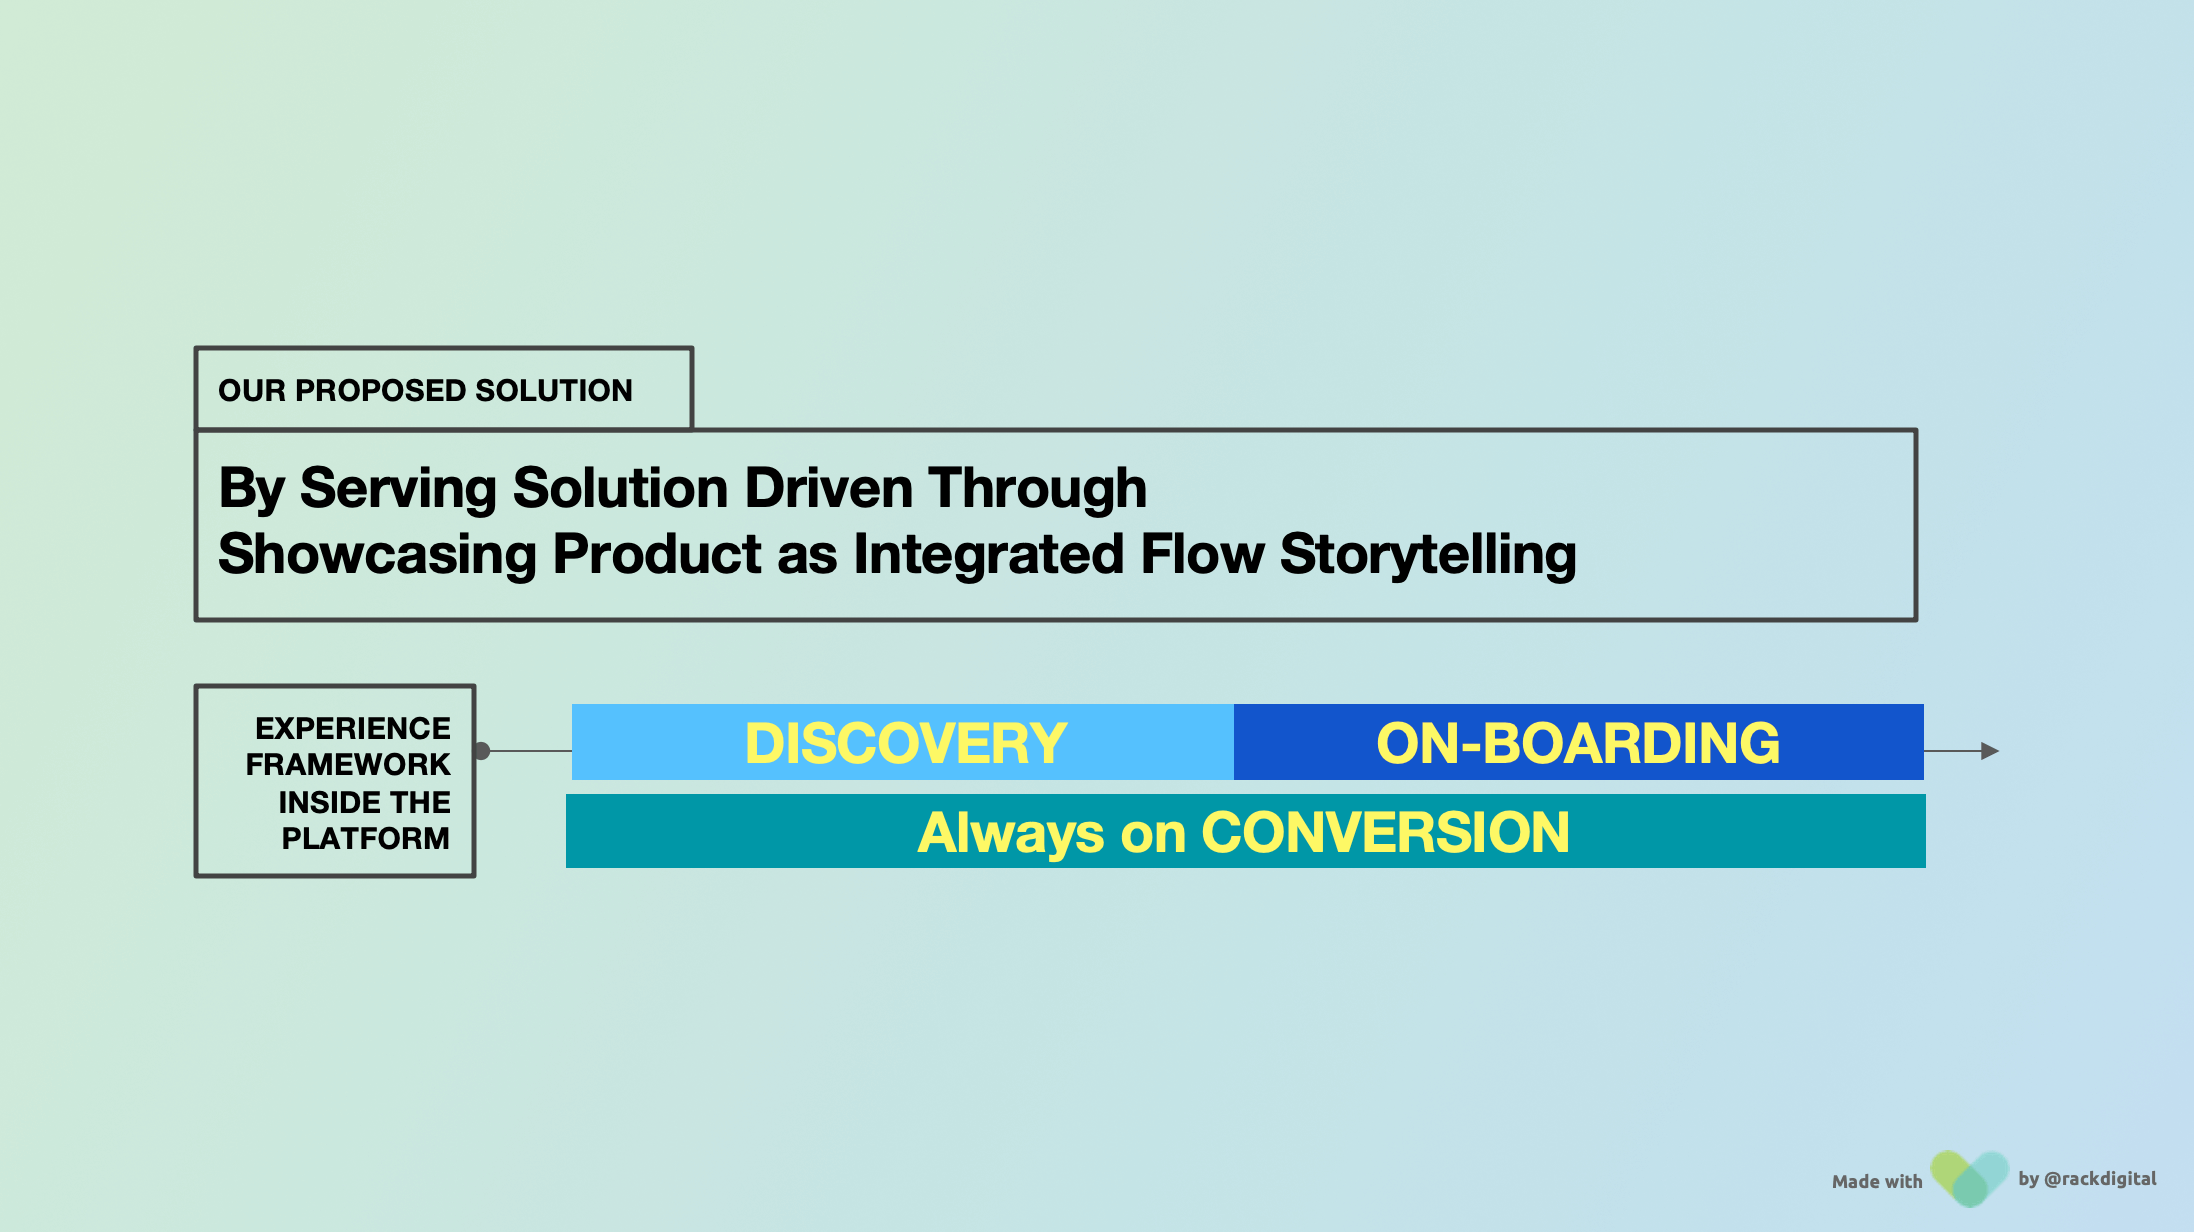 OUR PROPOSED SOLUTION
By Serving Solution Driven Through
Showcasing Product as Integrated Flow Storytelling
EXPERIENCE
FRAMEWORK
INSIDE THE
PLATFORM
DISCOVERY
ON-BOARDING
Always on CONVERSION
Made with by @rackdigital